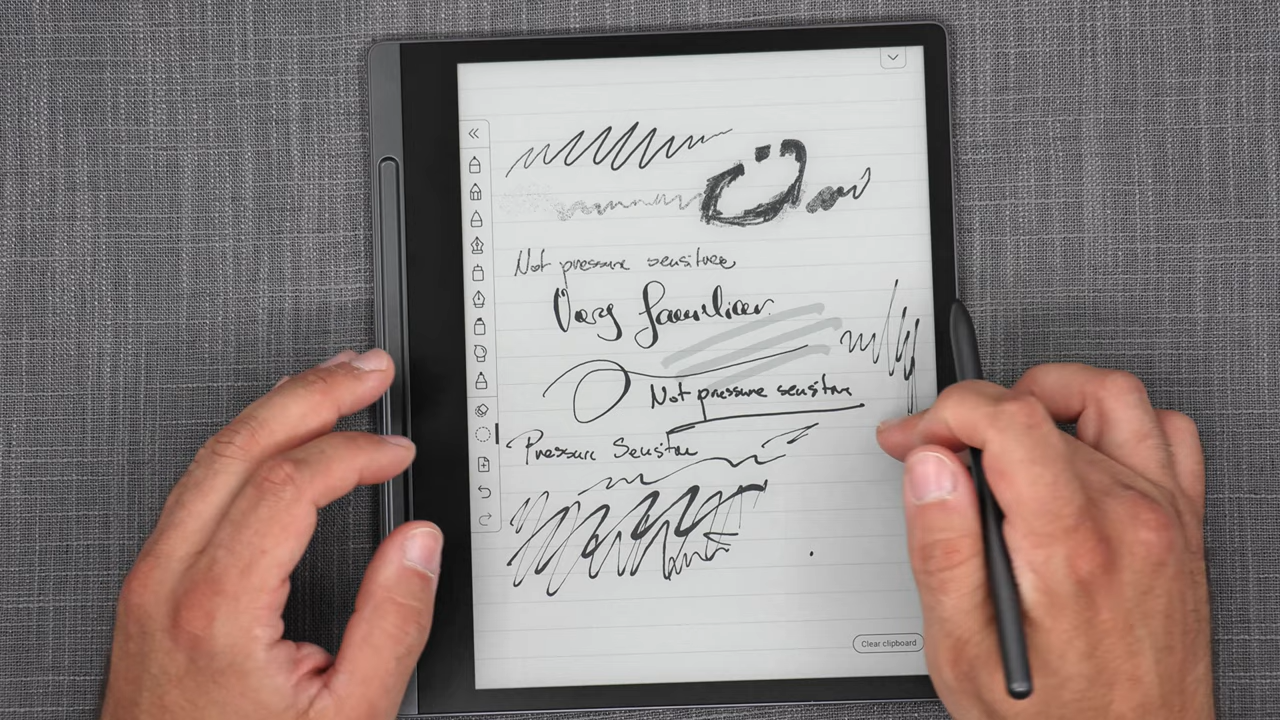 Not pressure sensitive
Very familiar
Not pressure sensitive
Pressure Sensitive
Clear clipboard